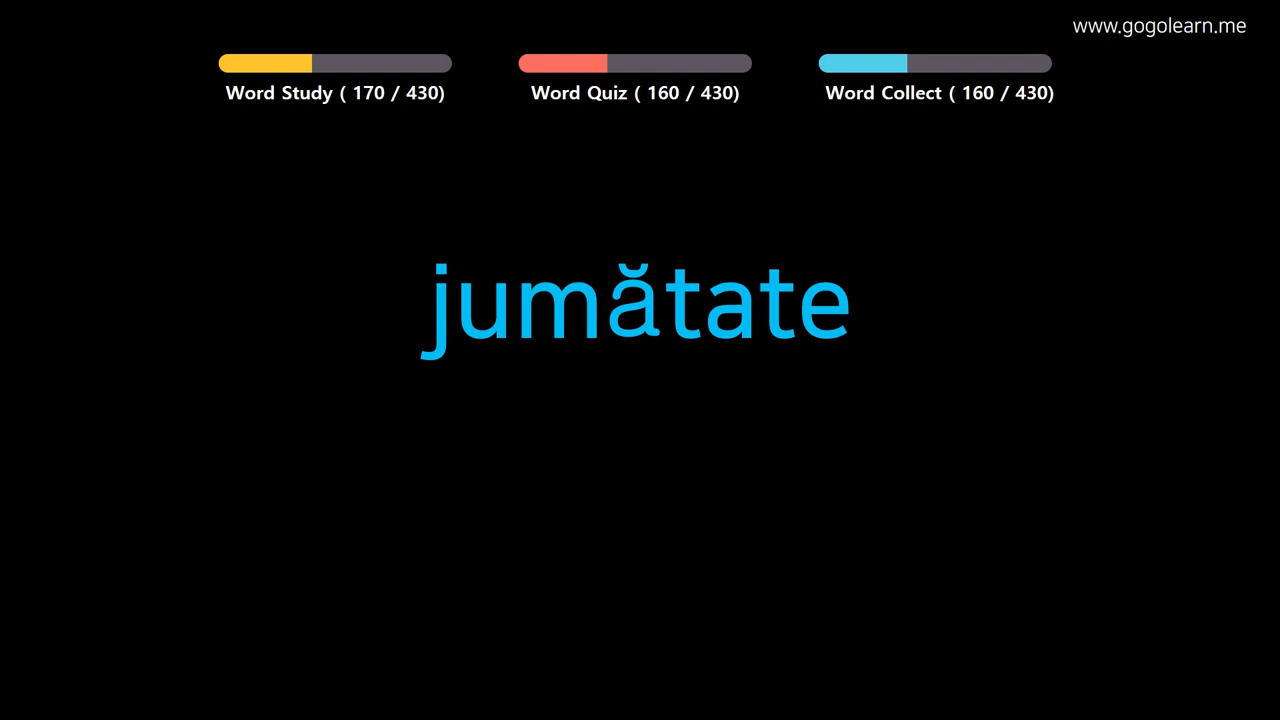 www.gogolearn.me
Word Study ( 170 / 430)
Word Quiz ( 160 / 430)
Word Collect ( 160 / 430)
jumătate